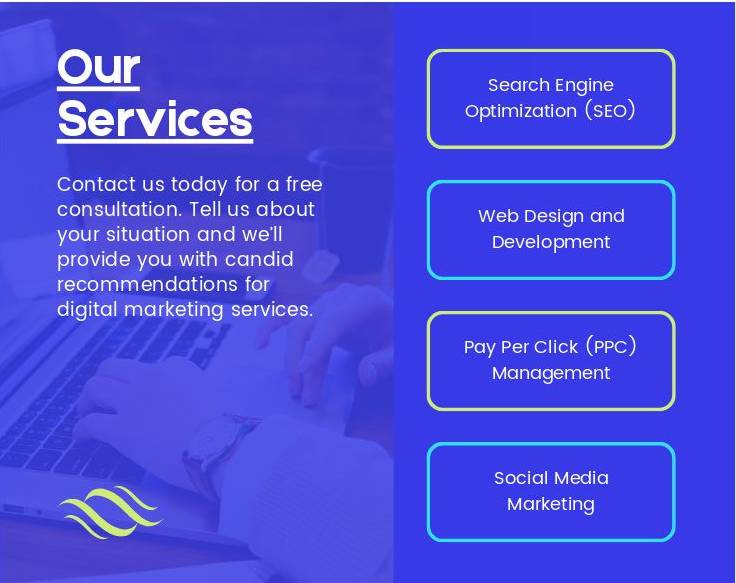 Our
Services
Contact us today for a free
consultation. Tell us about
your situation and we'll
provide you with candid
recommendations for
digital marketing services.
Search Engine
Optimization (SEO)
Web Design and
Development
Pay Per Click (PPC)
Management
Social Media
Marketing